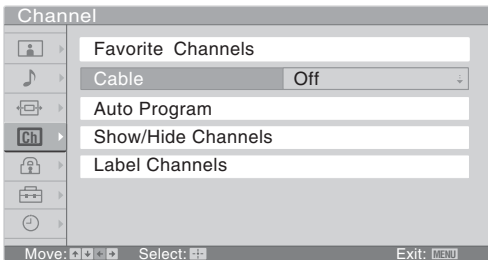 Channel
Favorite Channels
Cable Off
Auto Program
Ch
Show/Hide Channels
Label Channels
Move: Select: Exit: MENU